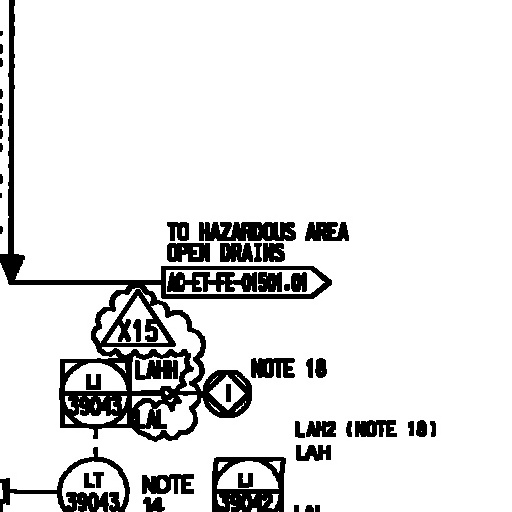 TO HAZARDOUS AREA
OPEN DRAINS
AO-ET-FE-01501.01
X15
LAHH
NOTE 18
LI
39043
I
LAL
LAH2 (NOTE 18)
LAH
LT
39043
NOTE
14
LI
39042
LAL